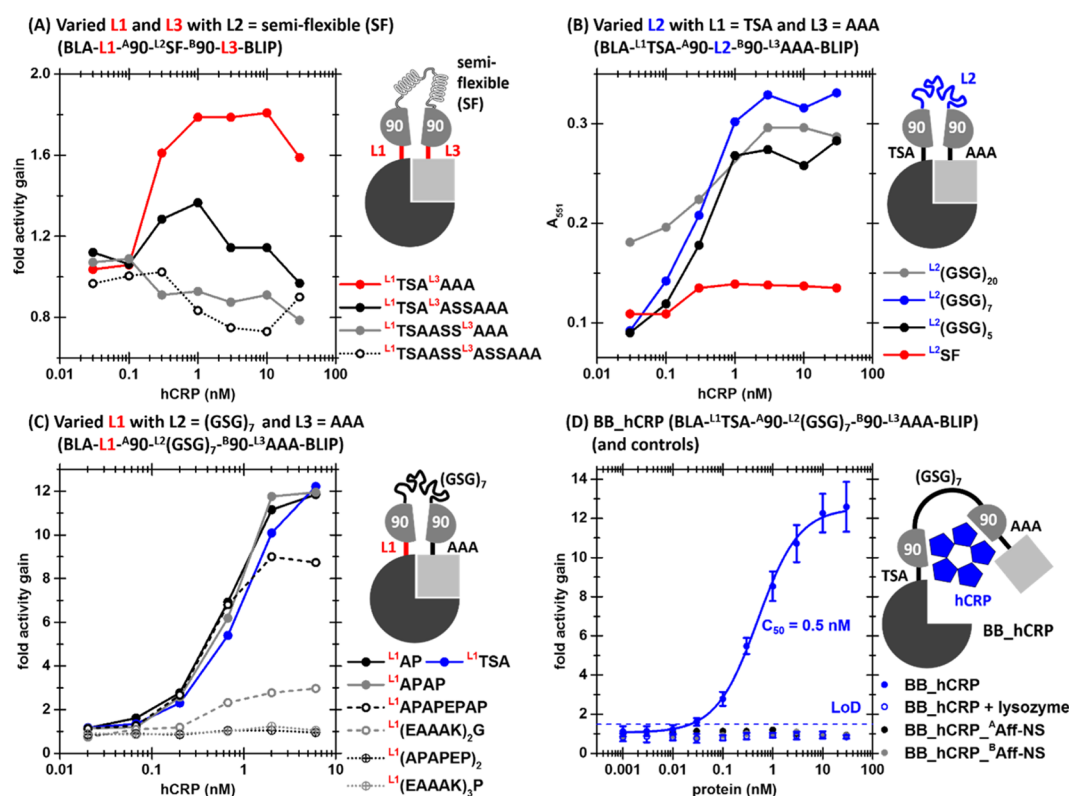 (A) Varied L1 and L3 with L2 = semi-flexible (SF)
(BLA-L1-ᴬ90-ᴸ²SF-ᴮ90-L3-BLIP)
fold activity gain
2.0
1.6
1.2
0.8
0.01 0.1 1 10 100
hCRP (nM)
semi-
flexible
(SF)
90 90
L1 L3
ᴸ¹TSAᴸ³AAA
ᴸ¹TSAᴸ³ASSAAA
ᴸ¹TSAASSᴸ³AAA
ᴸ¹TSAASSᴸ³ASSAAA
(B) Varied L2 with L1 = TSA and L3 = AAA
(BLA-ᴸ¹TSA-ᴬ90-L2-ᴮ90-ᴸ³AAA-BLIP)
A₅₅₁
0.3
0.2
0.1
0.01 0.1 1 10 100
hCRP (nM)
L2
90 90
TSA AAA
ᴸ²(GSG)₂₀
ᴸ²(GSG)₇
ᴸ²(GSG)₅
ᴸ²SF
(C) Varied L1 with L2 = (GSG)₇ and L3 = AAA
(BLA-L1-ᴬ90-ᴸ²(GSG)₇-ᴮ90-ᴸ³AAA-BLIP)
fold activity gain
12
10
8
6
4
2
0
0.01 0.1 1 10
hCRP (nM)
(GSG)₇
90 90
L1 AAA
ᴸ¹AP ᴸ¹TSA
ᴸ¹APAP
ᴸ¹APAPEPAP
ᴸ¹(EAAAK)₂G
ᴸ¹(APAPEP)₂
ᴸ¹(EAAAK)₃P
(D) BB_hCRP (BLA-ᴸ¹TSA-ᴬ90-ᴸ²(GSG)₇-ᴮ90-ᴸ³AAA-BLIP)
(and controls)
fold activity gain
14
12
10
8
6
4
2
0
0.001 0.01 0.1 1 10 100
protein (nM)
C₅₀ = 0.5 nM
LoD
(GSG)₇
90 90
AAA
TSA
hCRP
BB_hCRP
BB_hCRP
BB_hCRP + lysozyme
BB_hCRP_ᴬAff-NS
BB_hCRP_ᴮAff-NS